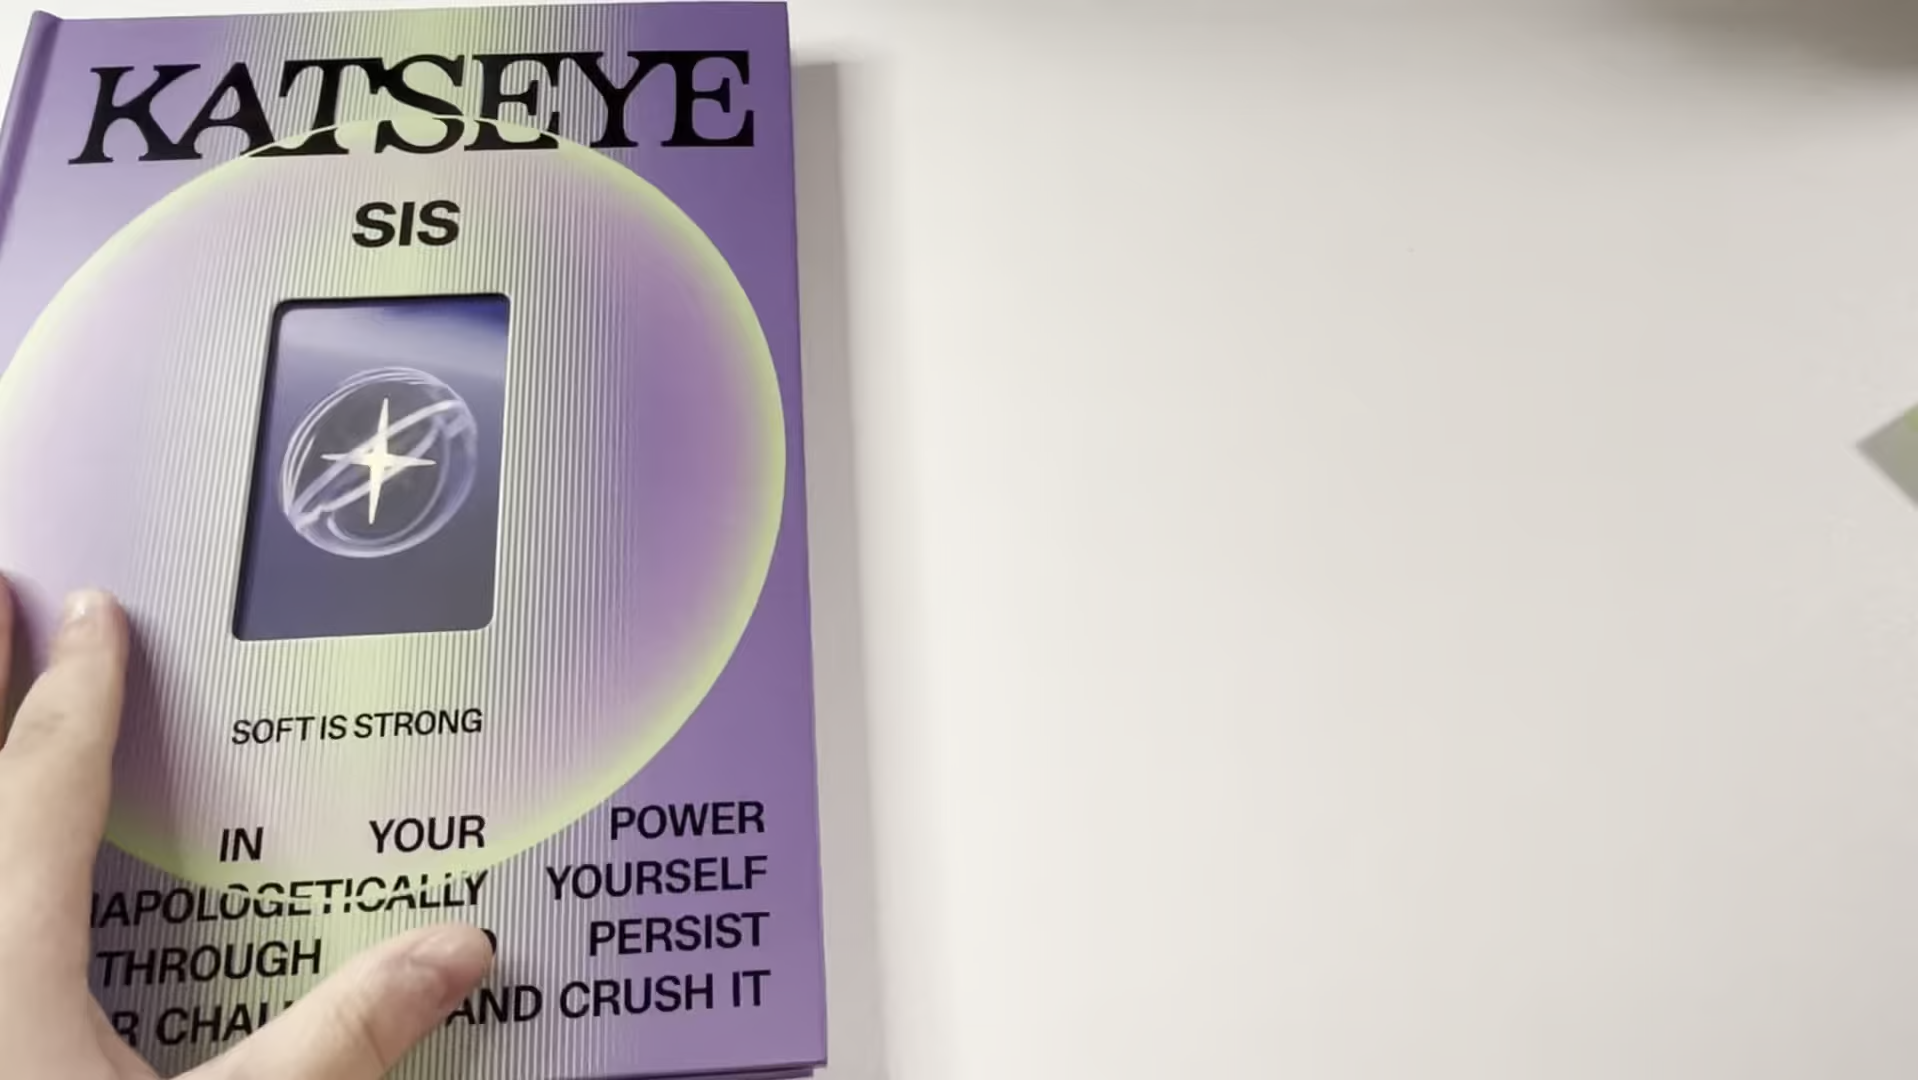 KATSEYE
SIS
SOFT IS STRONG
IN YOUR POWER
YOURSELF
THROUGH PERSIST
AND CRUSH IT